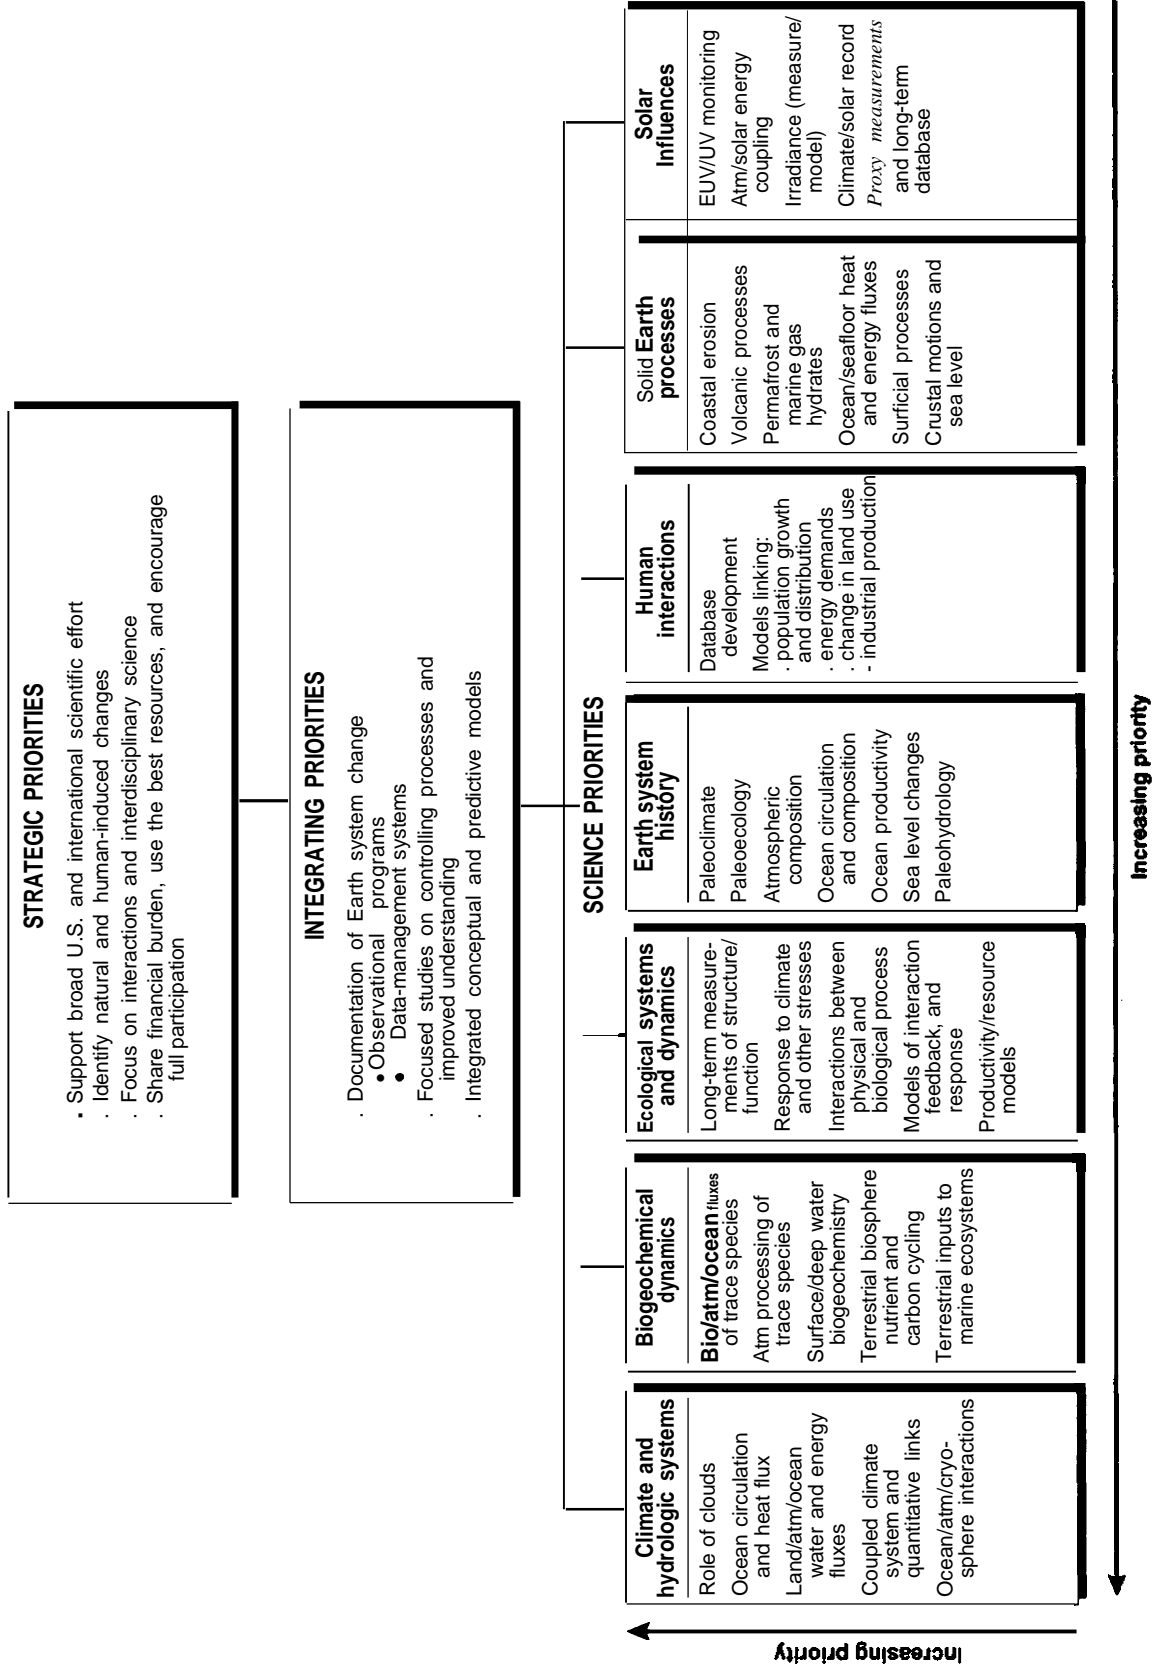 STRATEGIC PRIORITIES
▪ Support broad U.S. and international scientific effort
. Identify natural and human-induced changes
. Focus on interactions and interdisciplinary science
. Share financial burden, use the best resources, and encourage
full participation
INTEGRATING PRIORITIES
. Documentation of Earth system change
● Observational programs
● Data-management systems
. Focused studies on controlling processes and
improved understanding
. Integrated conceptual and predictive models
SCIENCE PRIORITIES
Climate and
hydrologic systems
Role of clouds
Ocean circulation
and heat flux
Land/atm/ocean
water and energy
fluxes
Coupled climate
system and
quantitative links
Ocean/atm/cryo-
sphere interactions
Biogeochemical
dynamics
Bio/atm/ocean fluxes
of trace species
Atm processing of
trace species
Surface/deep water
biogeochemistry
Terrestrial biosphere
nutrient and
carbon cycling
Terrestrial inputs to
marine ecosystems
Ecological systems
and dynamics
Long-term measure-
ments of structure/
function
Response to climate
and other stresses
Interactions between
physical and
biological process
Models of interaction
feedback, and
response
Productivity/resource
models
Earth system
history
Paleoclimate
Paleoecology
Atmospheric
composition
Ocean circulation
and composition
Ocean productivity
Sea level changes
Paleohydrology
Human
interactions
Database
development
Models linking:
. population growth
and distribution
. energy demands
. change in land use
- industrial production
Solid Earth
processes
Coastal erosion
Volcanic processes
Permafrost and
marine gas
hydrates
Ocean/seafloor heat
and energy fluxes
Surficial processes
Crustal motions and
sea level
Solar
Influences
EUV/UV monitoring
Atm/solar energy
coupling
Irradiance (measure/
model)
Climate/solar record
Proxy measurements
and long-term
database
Increasing priority
Increasing priority